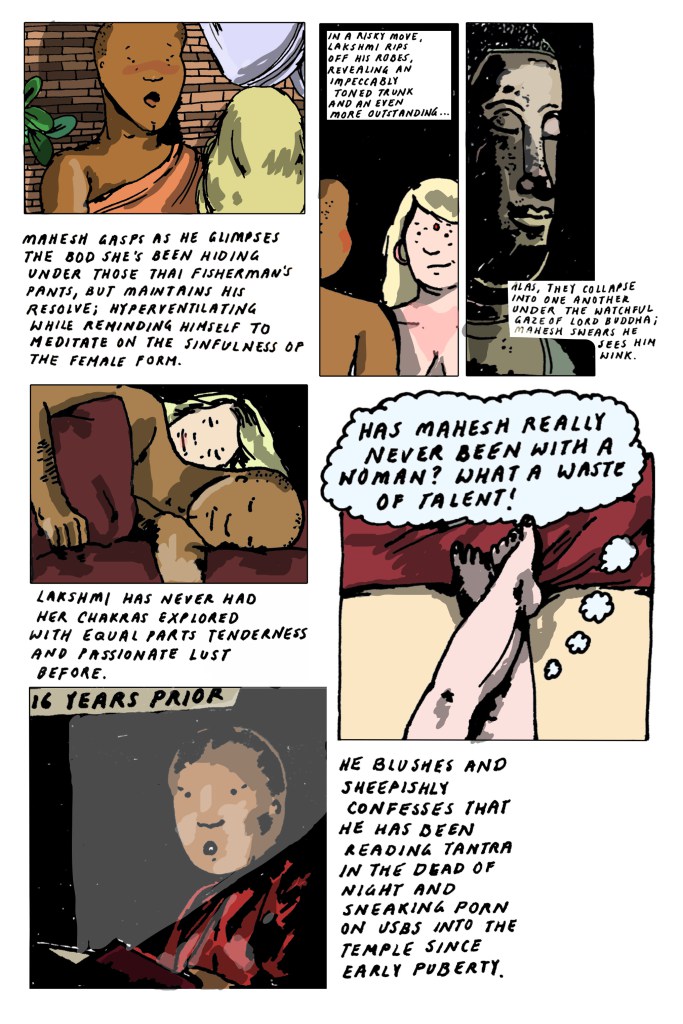 MAHESH GASPS AS HE GLIMPSES
THE BOD SHE'S BEEN HIDING
UNDER THOSE THAI FISHERMAN'S
PANTS, BUT MAINTAINS HIS
RESOLVE; HYPERVENTILATING
WHILE REMINDING HIMSELF TO
MEDITATE ON THE SINFULNESS OF
THE FEMALE FORM.
IN A RISKY MOVE,
LAKSHMI RIPS
OFF HIS ROBES,
REVEALING AN
IMPECCABLY
TONED TRUNK
AND AN EVEN
MORE OUTSTANDING...
ALAS, THEY COLLAPSE
INTO ONE ANOTHER
UNDER THE WATCHFUL
GAZE OF LORD BUDDHA;
MAHESH SWEARS HE
SEES HIM
WINK.
LAKSHMI HAS NEVER HAD
HER CHAKRAS EXPLORED
WITH EQUAL PARTS TENDERNESS
AND PASSIONATE LUST
BEFORE.
HAS MAHESH REALLY
NEVER BEEN WITH A
WOMAN? WHAT A WASTE
OF TALENT!
16 YEARS PRIOR
HE BLUSHES AND
SHEEPISHLY
CONFESSES THAT
HE HAS BEEN
READING TANTRA
IN THE DEAD OF
NIGHT AND
SNEAKING PORN
ON USBS INTO THE
TEMPLE SINCE
EARLY PUBERTY.